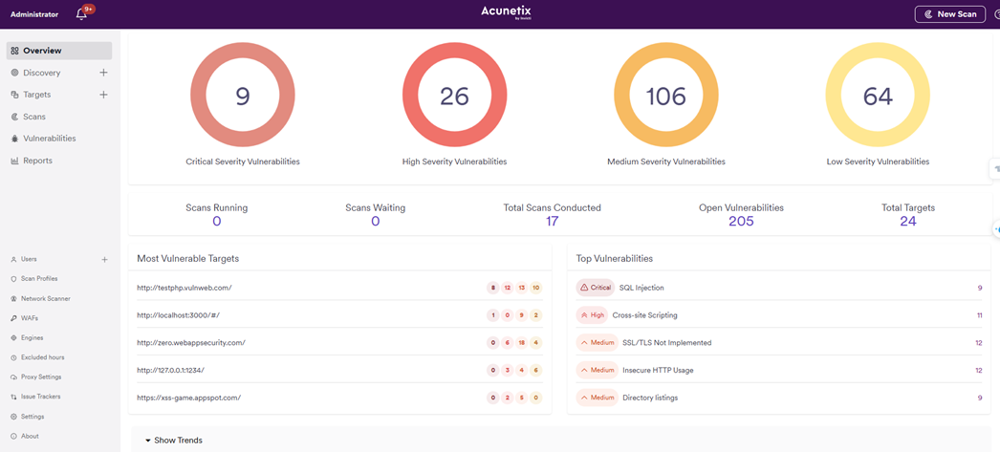 Administrator
9+
Acunetix
by Invicti
New Scan
Overview
Discovery
Targets
Scans
Vulnerabilities
Reports
Users
Scan Profiles
Network Scanner
WAFs
Engines
Excluded hours
Proxy Settings
Issue Trackers
Settings
About
9
26
106
64
Critical Severity Vulnerabilities
High Severity Vulnerabilities
Medium Severity Vulnerabilities
Low Severity Vulnerabilities
Scans Running
Scans Waiting
Total Scans Conducted
Open Vulnerabilities
Total Targets
0
0
17
205
24
Most Vulnerable Targets
http://testphp.vulnweb.com/ 8 12 13 10
http://localhost:3000/#/ 1 0 9 2
http://zero.webappsecurity.com/ 0 6 18 4
http://127.0.0.1:1234/ 0 3 4 6
https://xss-game.appspot.com/ 0 2 5 0
Top Vulnerabilities
Critical SQL Injection 9
High Cross-site Scripting 11
Medium SSL/TLS Not Implemented 12
Medium Insecure HTTP Usage 12
Medium Directory listings 9
Show Trends